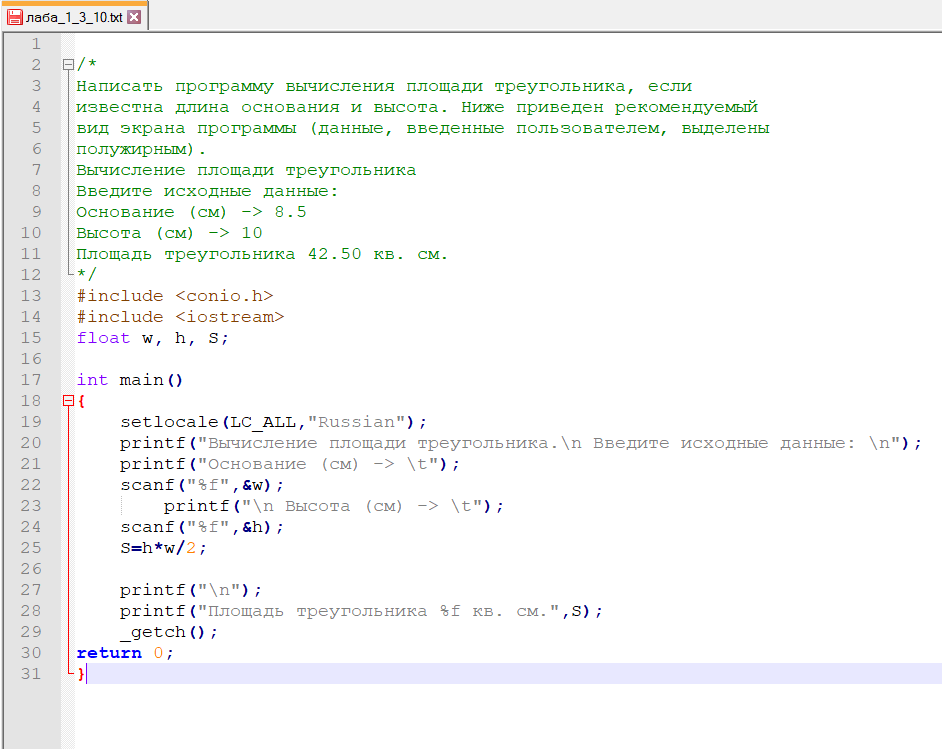 лаба_1_3_10.txt
1
2 /*
3 Написать программу вычисления площади треугольника, если
4 известна длина основания и высота. Ниже приведен рекомендуемый
5 вид экрана программы (данные, введенные пользователем, выделены
6 полужирным).
7 Вычисление площади треугольника
8 Введите исходные данные:
9 Основание (см) -> 8.5
10 Высота (см) -> 10
11 Площадь треугольника 42.50 кв. см.
12 */
13 #include <conio.h>
14 #include <iostream>
15 float w, h, S;
16
17 int main()
18 {
19 setlocale(LC_ALL,"Russian");
20 printf("Вычисление площади треугольника.\n Введите исходные данные: \n");
21 printf("Основание (см) -> \t");
22 scanf("%f",&w);
23 printf("\n Высота (см) -> \t");
24 scanf("%f",&h);
25 S=h*w/2;
26
27 printf("\n");
28 printf("Площадь треугольника %f кв. см.",S);
29 _getch();
30 return 0;
31 }